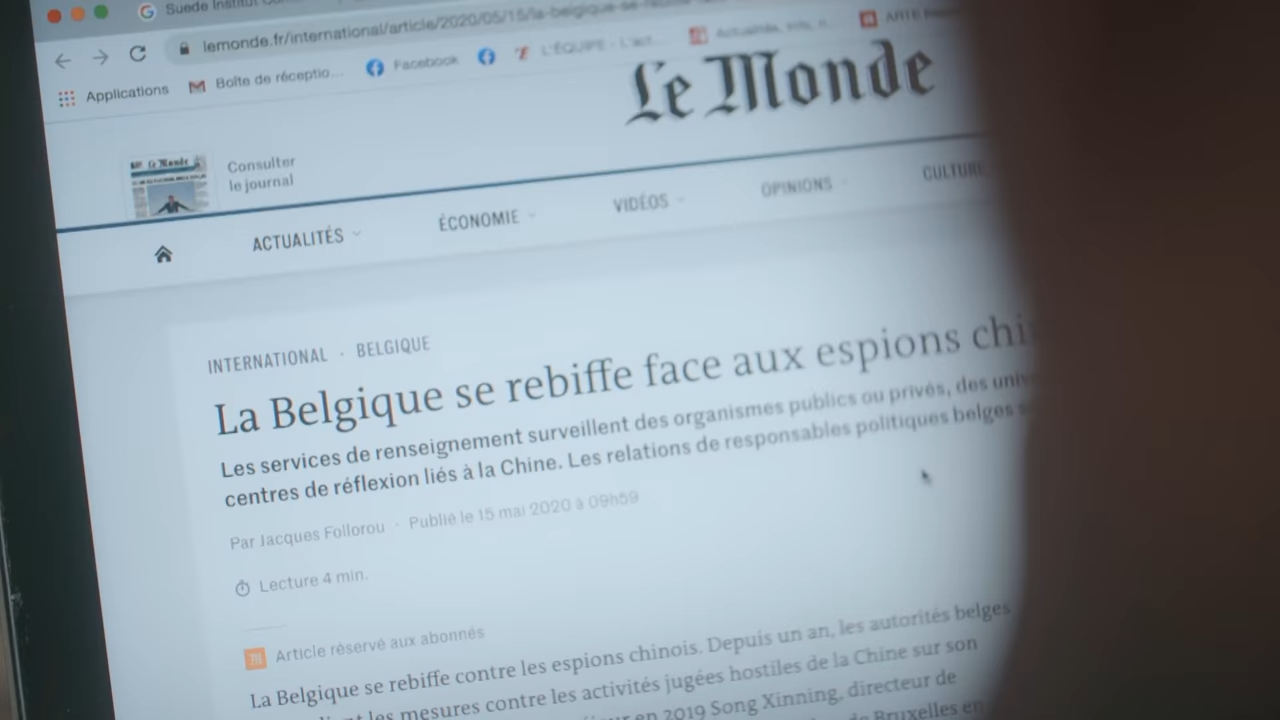 Suede Institut
lemonde.fr/international/article/2020/05/15/la-belgique-se-
Applications
Boîte de réceptio...
Facebook
L'ÉQUIPE - L'act...
Le Monde
Consulter
le journal
ACTUALITÉS
ÉCONOMIE
VIDÉOS
OPINIONS
CULTURE
INTERNATIONAL · BELGIQUE
La Belgique se rebiffe face aux espions chi
Les services de renseignement surveillent des organismes publics ou privés, des univ
centres de réflexion liés à la Chine. Les relations de responsables politiques belges
Par Jacques Follorou · Publié le 15 mai 2020 à 09h59
Lecture 4 min.
Article réservé aux abonnés
La Belgique se rebiffe contre les espions chinois. Depuis un an, les autorités belges
les mesures contre les activités jugées hostiles de la Chine sur son
en 2019 Song Xinning, directeur de
de Bruxelles en